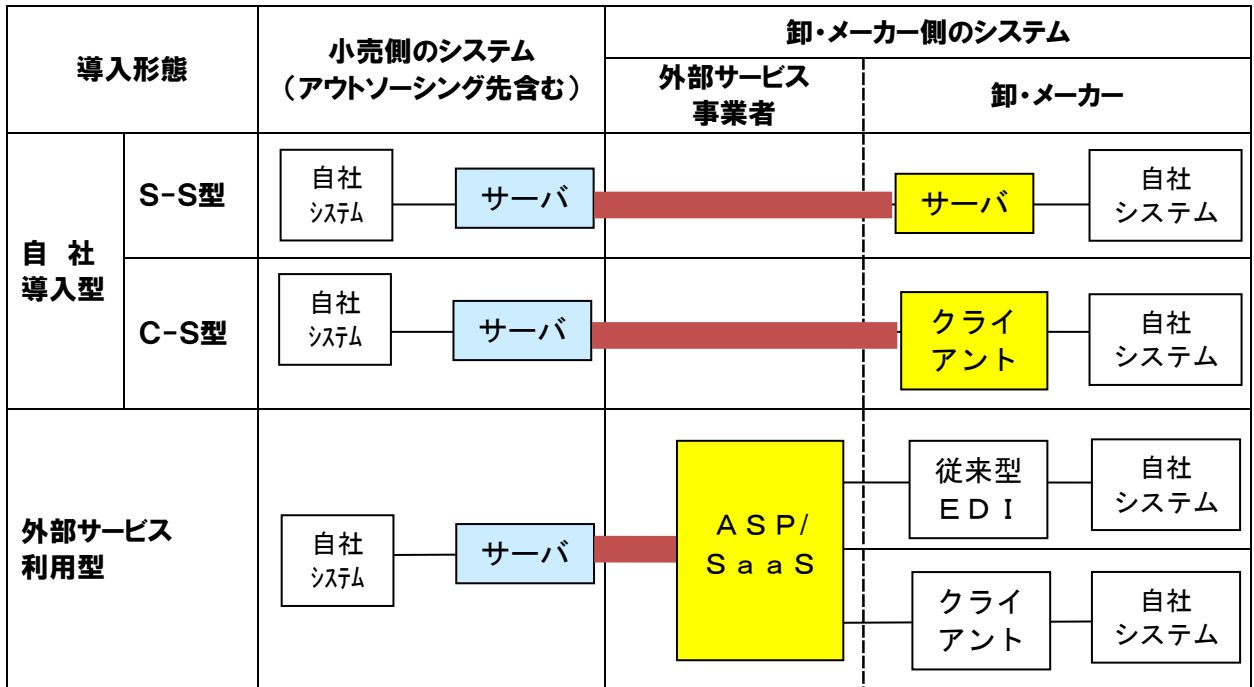 導入形態
小売側のシステム
（アウトソーシング先含む）
卸・メーカー側のシステム
外部サービス
事業者
卸・メーカー
自 社
導入型
S-S型
自社
ｼｽﾃﾑ
サーバ
サーバ
自社
システム
C-S型
自社
ｼｽﾃﾑ
サーバ
クライ
アント
自社
システム
外部サービス
利用型
自社
ｼｽﾃﾑ
サーバ
ＡＳＰ/
ＳａａＳ
従来型
ＥＤＩ
自社
システム
クライ
アント
自社
システム